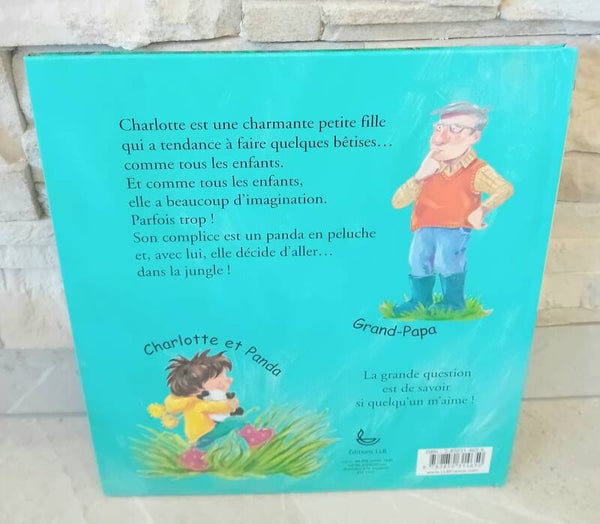 Charlotte est une charmante petite fille
qui a tendance à faire quelques bêtises...
comme tous les enfants.
Et comme tous les enfants,
elle a beaucoup d'imagination.
Parfois trop !
Son complice est un panda en peluche
et, avec lui, elle décide d'aller...
dans la jungle !
Grand-Papa
Charlotte et Panda
La grande question
est de savoir
si quelqu'un m'aime !
Éditions LLB